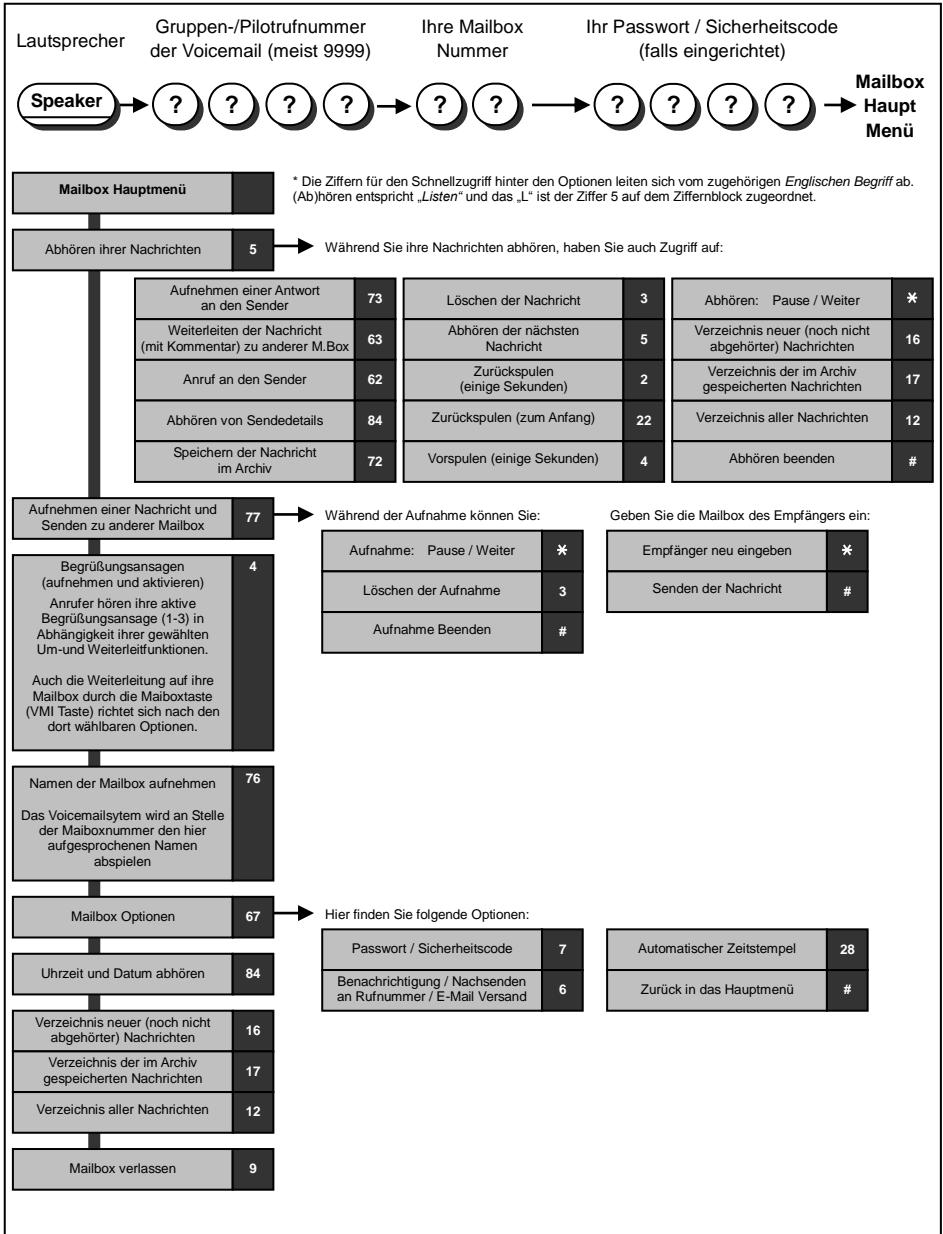 Lautsprecher
Gruppen-/Pilotrufnummer
der Voicemail (meist 9999)
Ihre Mailbox
Nummer
Ihr Passwort / Sicherheitscode
(falls eingerichtet)
Speaker
? ? ? ?
? ?
? ? ? ?
Mailbox
Haupt
Menü
Mailbox Hauptmenü
* Die Ziffern für den Schnellzugriff hinter den Optionen leiten sich vom zugehörigen Englischen Begriff ab.
(Ab)hören entspricht „Listen“ und das „L“ ist der Ziffer 5 auf dem Ziffernblock zugeordnet.
Abhören ihrer Nachrichten 5
Während Sie ihre Nachrichten abhören, haben Sie auch Zugriff auf:
Aufnehmen einer Antwort
an den Sender 73
Weiterleiten der Nachricht
(mit Kommentar) zu anderer M.Box 63
Anruf an den Sender 62
Abhören von Sendedetails 84
Speichern der Nachricht
im Archiv 72
Löschen der Nachricht 3
Abhören der nächsten
Nachricht 5
Zurückspulen
(einige Sekunden) 2
Zurückspulen (zum Anfang) 22
Vorspulen (einige Sekunden) 4
Abhören: Pause / Weiter *
Verzeichnis neuer (noch nicht
abgehörter) Nachrichten 16
Verzeichnis der im Archiv
gespeicherten Nachrichten 17
Verzeichnis aller Nachrichten 12
Abhören beenden #
Aufnehmen einer Nachricht und
Senden zu anderer Mailbox 77
Während der Aufnahme können Sie:
Aufnahme: Pause / Weiter *
Löschen der Aufnahme 3
Aufnahme Beenden #
Geben Sie die Mailbox des Empfängers ein:
Empfänger neu eingeben *
Senden der Nachricht #
Begrüßungsansagen 4
(aufnehmen und aktivieren)
Anrufer hören ihre aktive
Begrüßungsansage (1-3) in
Abhängigkeit ihrer gewählten
Um-und Weiterleitfunktionen.
Auch die Weiterleitung auf ihre
Mailbox durch die Maiboxtaste
(VMI Taste) richtet sich nach den
dort wählbaren Optionen.
Namen der Mailbox aufnehmen 76
Das Voicemailsytem wird an Stelle
der Maiboxnummer den hier
aufgesprochenen Namen
abspielen
Mailbox Optionen 67
Hier finden Sie folgende Optionen:
Passwort / Sicherheitscode 7
Benachrichtigung / Nachsenden
an Rufnummer / E-Mail Versand 6
Automatischer Zeitstempel 28
Zurück in das Hauptmenü #
Uhrzeit und Datum abhören 84
Verzeichnis neuer (noch nicht
abgehörter) Nachrichten 16
Verzeichnis der im Archiv
gespeicherten Nachrichten 17
Verzeichnis aller Nachrichten 12
Mailbox verlassen 9